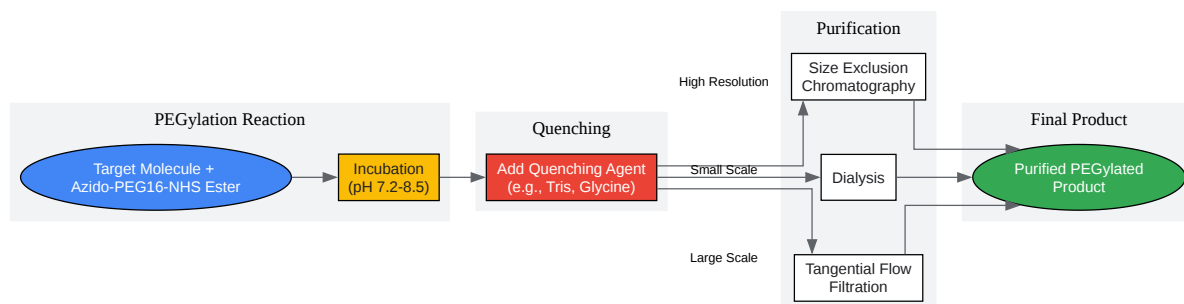 PEGylation Reaction
Target Molecule +
Azido-PEG16-NHS Ester
Incubation
(pH 7.2-8.5)
Quenching
Add Quenching Agent
(e.g., Tris, Glycine)
High Resolution
Small Scale
Large Scale
Purification
Size Exclusion
Chromatography
Dialysis
Tangential Flow
Filtration
Final Product
Purified PEGylated
Product